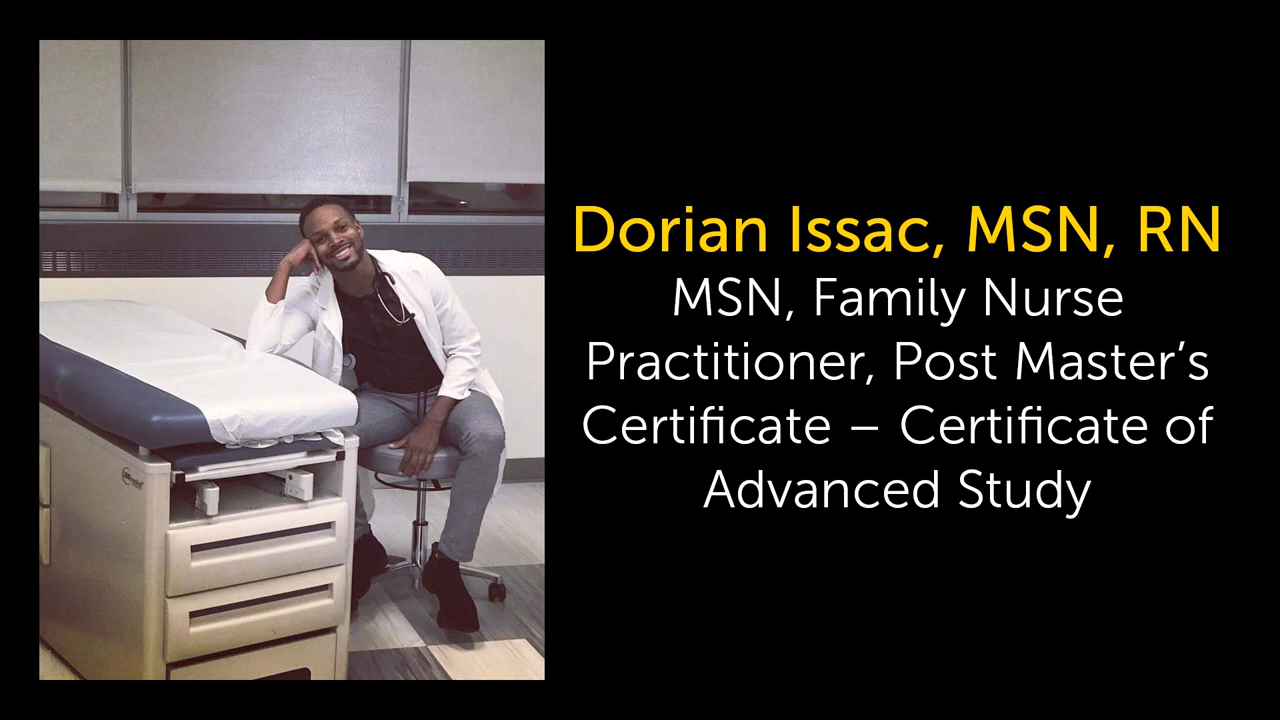 Dorian Issac, MSN, RN
MSN, Family Nurse
Practitioner, Post Master’s
Certificate – Certificate of
Advanced Study